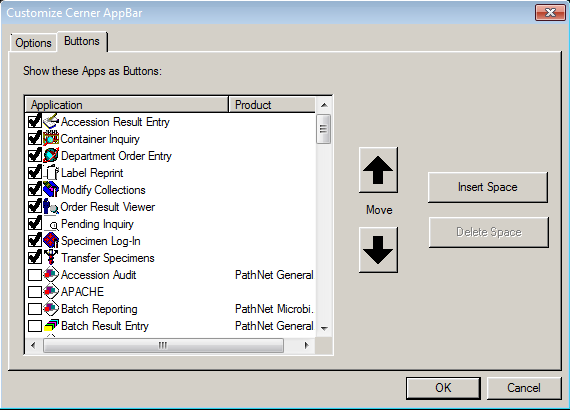 Customize Cerner AppBar
Options Buttons
Show these Apps as Buttons:
Application Product
Accession Result Entry
Container Inquiry
Department Order Entry
Label Reprint
Modify Collections
Order Result Viewer
Pending Inquiry
Specimen Log-In
Transfer Specimens
Accession Audit PathNet General
APACHE
Batch Reporting PathNet Microbi.
Batch Result Entry PathNet General
Move
Insert Space
Delete Space
OK Cancel